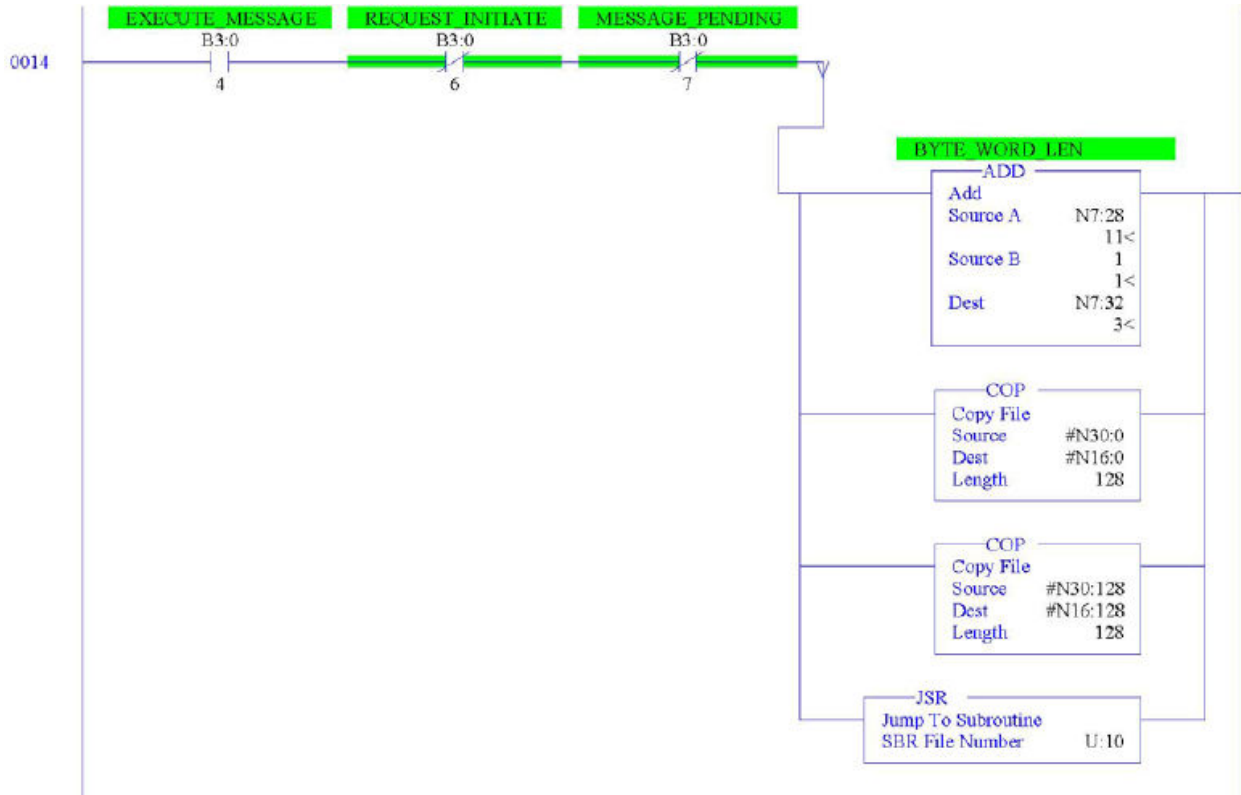 EXECUTE_MESSAGE REQUEST_INITIATE MESSAGE_PENDING
B3:0 B3:0 B3:0
0014
4 6 7
BYTE_WORD_LEN
ADD
Add
Source A N7:28
11<
Source B 1
1<
Dest N7:32
3<
COP
Copy File
Source #N30:0
Dest #N16:0
Length 128
COP
Copy File
Source #N30:128
Dest #N16:128
Length 128
JSR
Jump To Subroutine
SBR File Number U:10